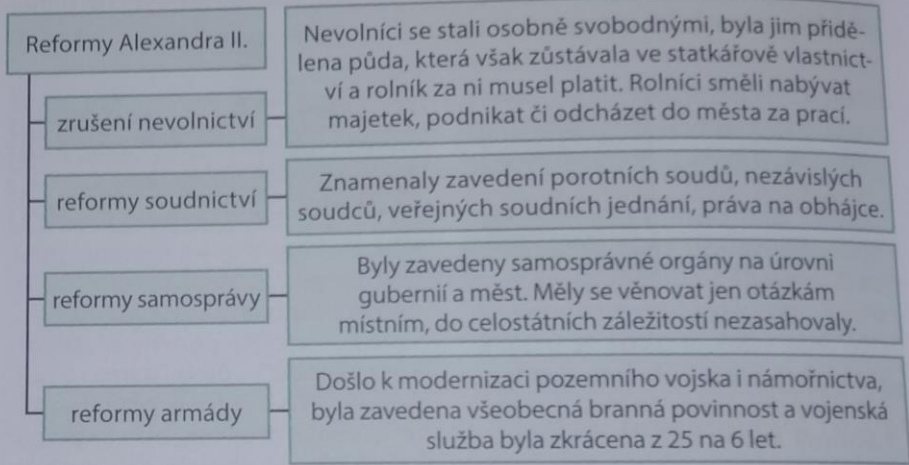 Reformy Alexandra II.
zrušení nevolnictví
Nevolníci se stali osobně svobodnými, byla jim přidě-
lena půda, která však zůstávala ve statkářově vlastnict-
ví a rolník za ni musel platit. Rolníci směli nabývat
majetek, podnikat či odcházet do města za prací.
reformy soudnictví
Znamenaly zavedení porotních soudů, nezávislých
soudců, veřejných soudních jednání, práva na obhájce.
reformy samosprávy
Byly zavedeny samosprávné orgány na úrovni
gubernií a měst. Měly se věnovat jen otázkám
místním, do celostátních záležitostí nezasahovaly.
reformy armády
Došlo k modernizaci pozemního vojska i námořnictva,
byla zavedena všeobecná branná povinnost a vojenská
služba byla zkrácena z 25 na 6 let.